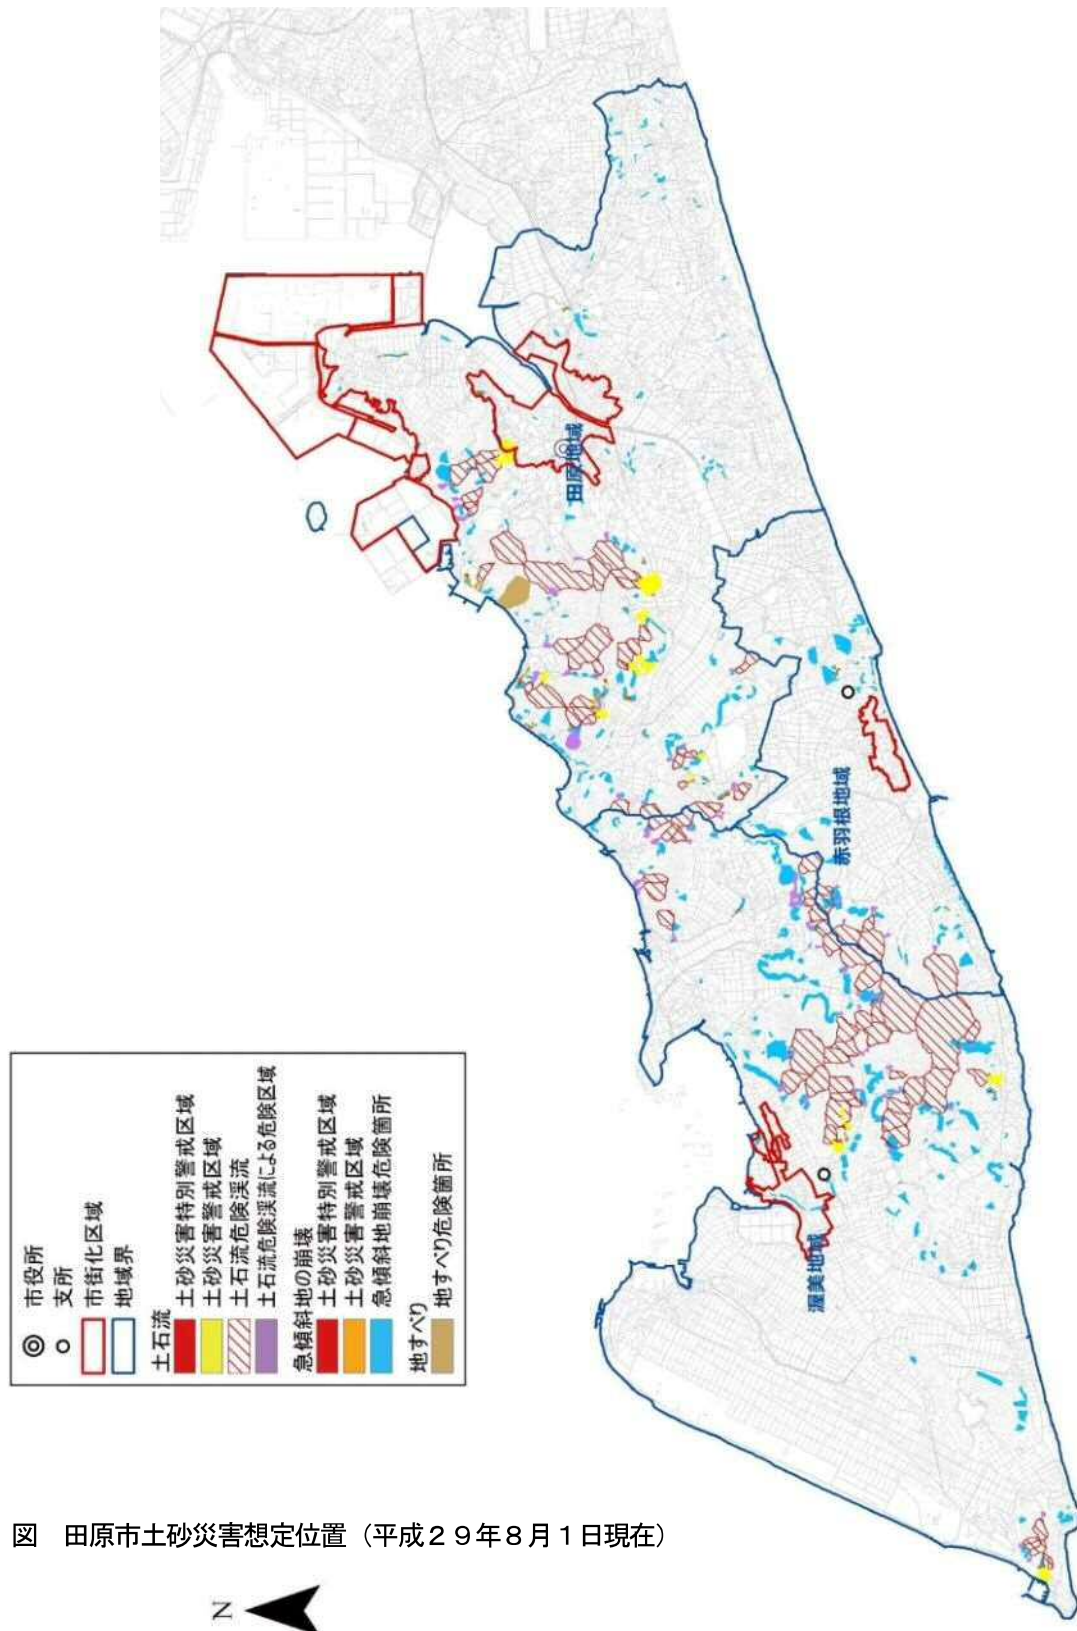 市役所
支所
市街化区域
地域界
土石流
土砂災害特別警戒区域
土砂災害警戒区域
土石流危険渓流
土石流危険渓流による危険区域
急傾斜地の崩壊
土砂災害特別警戒区域
土砂災害警戒区域
急傾斜地崩壊危険箇所
地すべり
地すべり危険箇所
田原地域
赤羽根地域
渥美地域
図　田原市土砂災害想定位置（平成２９年８月１日現在）
N